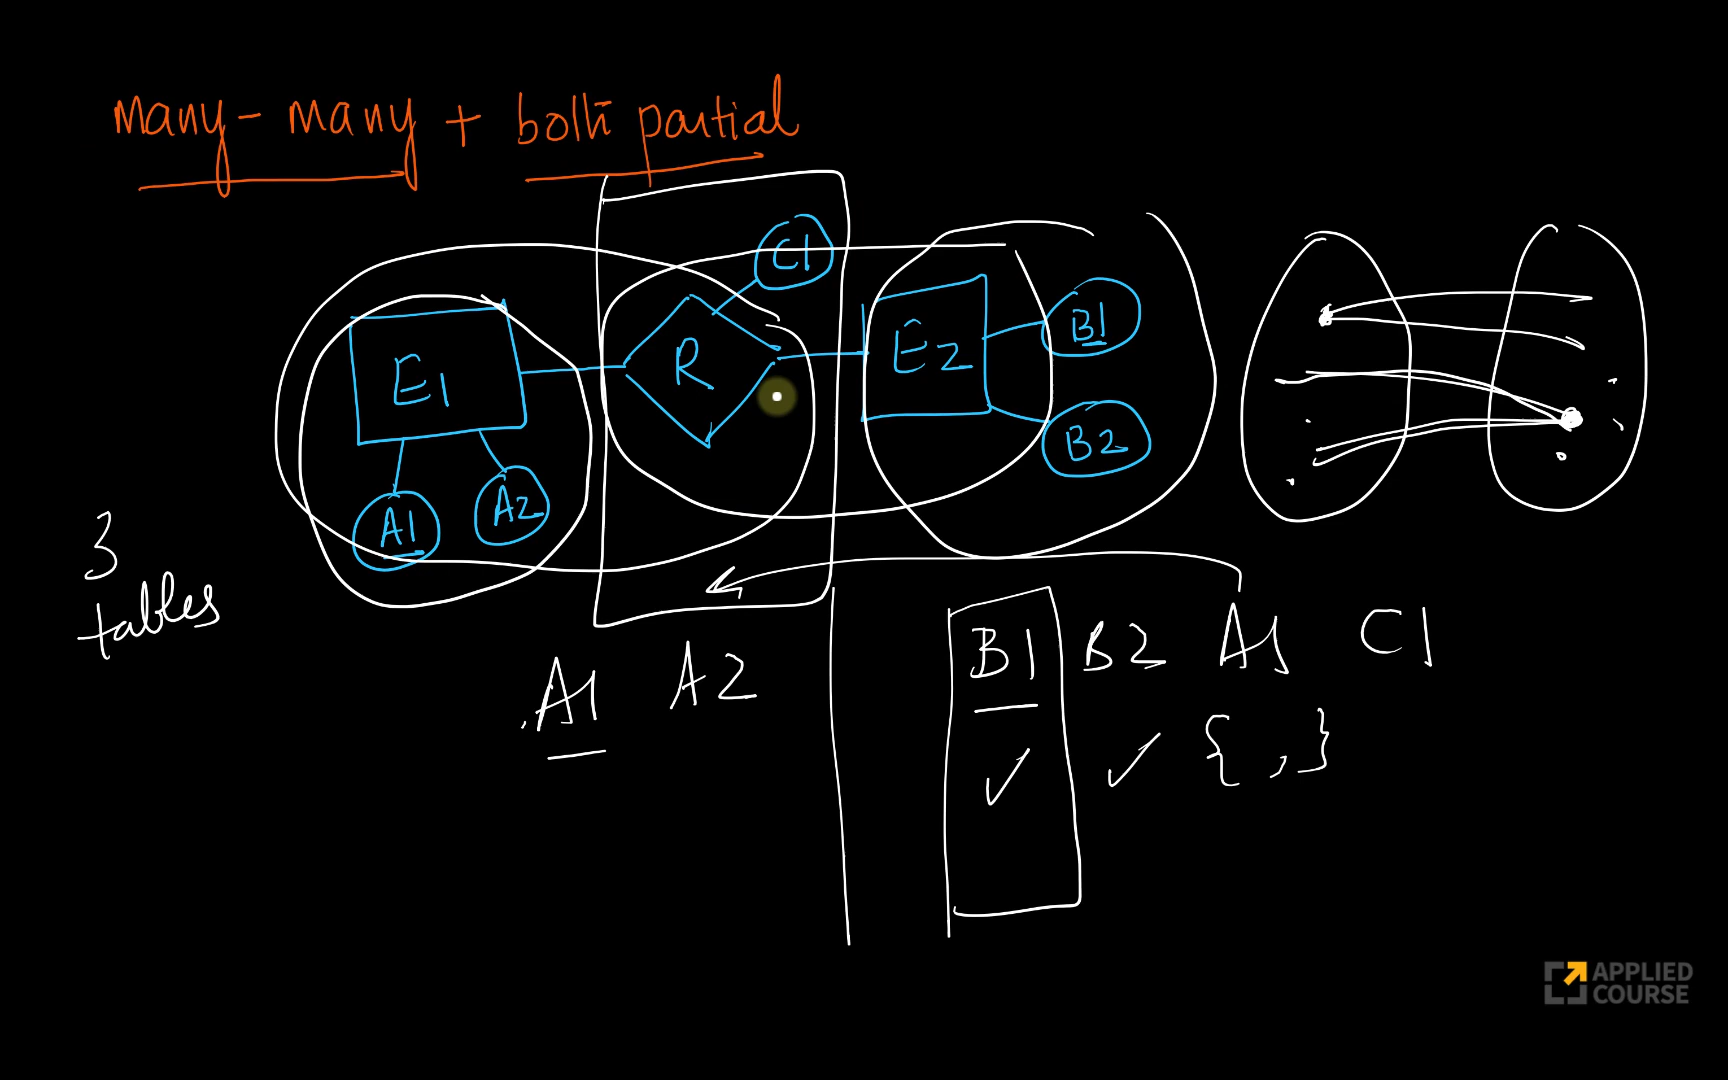 many - many + both partial
C1
E1
R
E2
B1
B2
A1
A2
3
tables
A1 A2
B1 B2 A1 C1
✓ ✓ { , }
APPLIED
COURSE